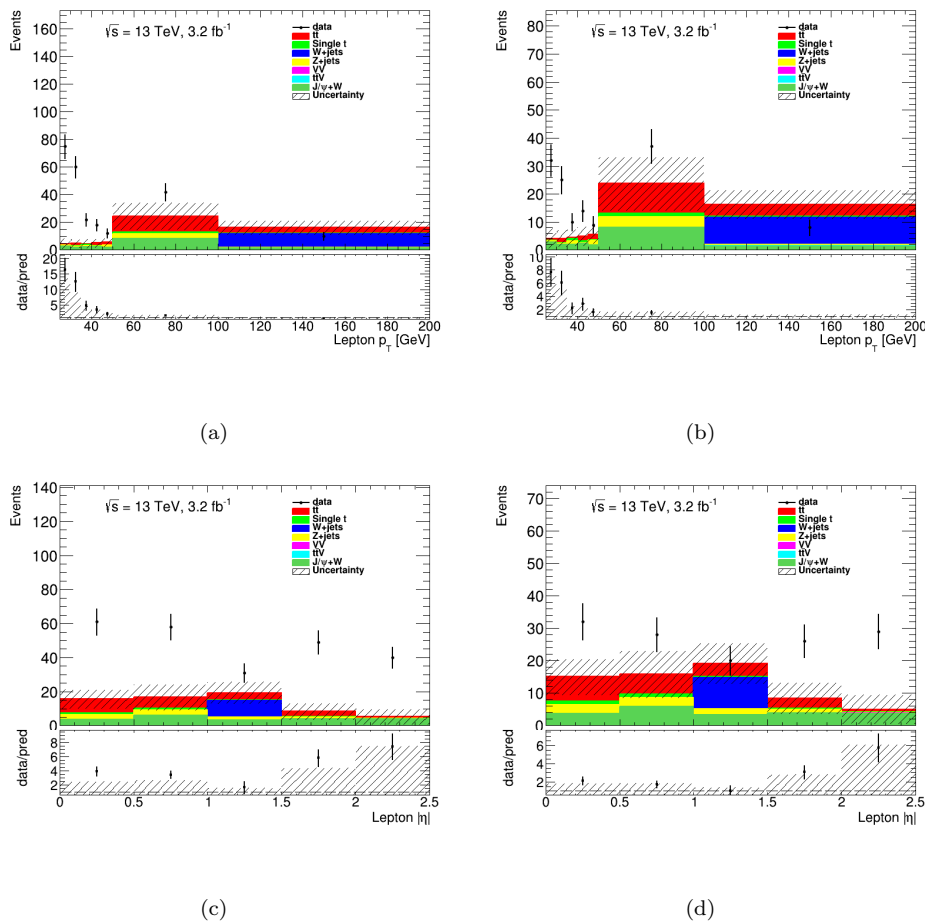 Events
160
140
120
100
80
60
40
20
0
√s = 13 TeV, 3.2 fb⁻¹
data
tt̄
Single t
W+jets
Z+jets
VV
tt̄V
J/ψ+W
Uncertainty
data/pred
20
15
10
5
40 60 80 100 120 140 160 180 200
Lepton p_T [GeV]
(a)
Events
80
70
60
50
40
30
20
10
0
√s = 13 TeV, 3.2 fb⁻¹
data
tt̄
Single t
W+jets
Z+jets
VV
tt̄V
J/ψ+W
Uncertainty
data/pred
10
8
6
4
2
40 60 80 100 120 140 160 180 200
Lepton p_T [GeV]
(b)
Events
140
120
100
80
60
40
20
0
√s = 13 TeV, 3.2 fb⁻¹
data
tt̄
Single t
W+jets
Z+jets
VV
tt̄V
J/ψ+W
Uncertainty
data/pred
8
6
4
2
0 0.5 1 1.5 2 2.5
Lepton |η|
(c)
Events
70
60
50
40
30
20
10
0
√s = 13 TeV, 3.2 fb⁻¹
data
tt̄
Single t
W+jets
Z+jets
VV
tt̄V
J/ψ+W
Uncertainty
data/pred
6
4
2
0 0.5 1 1.5 2 2.5
Lepton |η|
(d)